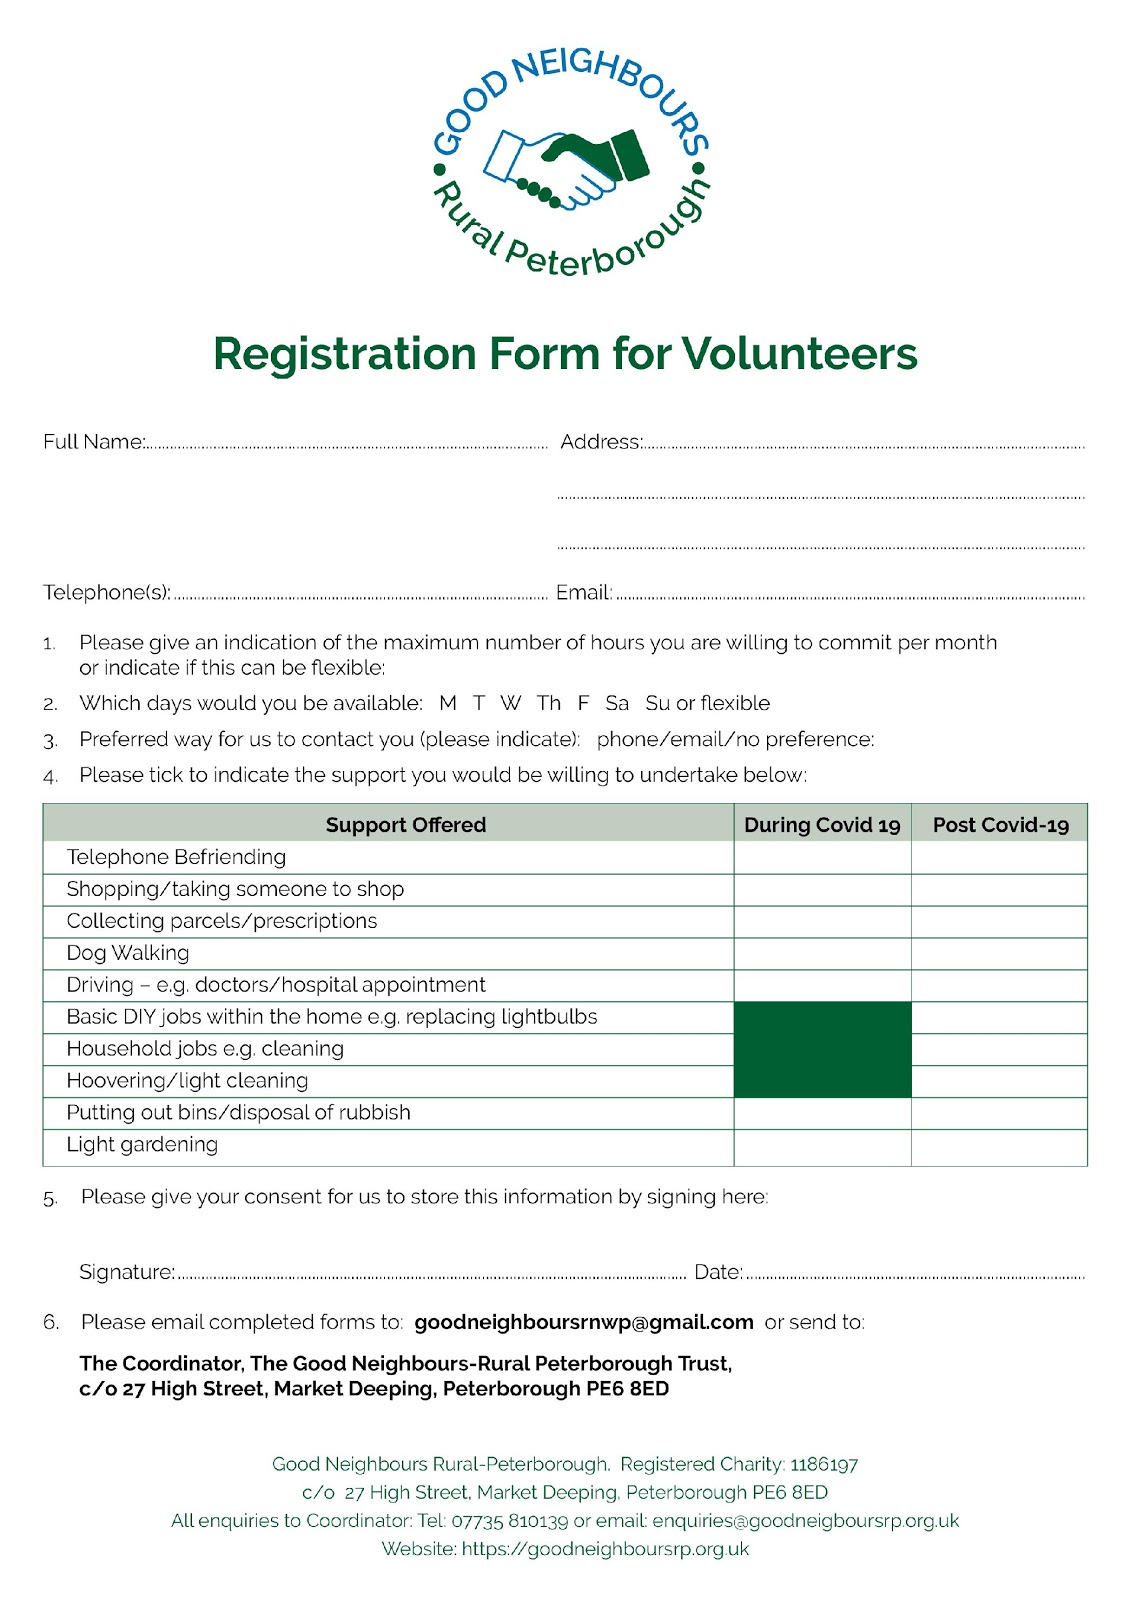 GOOD NEIGHBOURS
• Rural Peterborough •
Registration Form for Volunteers
Full Name:
Address:
Telephone(s):
Email:
1. Please give an indication of the maximum number of hours you are willing to commit per month
or indicate if this can be flexible:
2. Which days would you be available: M T W Th F Sa Su or flexible
3. Preferred way for us to contact you (please indicate): phone/email/no preference:
4. Please tick to indicate the support you would be willing to undertake below:
Support Offered During Covid 19 Post Covid-19
Telephone Befriending
Shopping/taking someone to shop
Collecting parcels/prescriptions
Dog Walking
Driving – e.g. doctors/hospital appointment
Basic DIY jobs within the home e.g. replacing lightbulbs
Household jobs e.g. cleaning
Hoovering/light cleaning
Putting out bins/disposal of rubbish
Light gardening
5. Please give your consent for us to store this information by signing here:
Signature: Date:
6. Please email completed forms to: goodneighboursrnwp@gmail.com or send to:
The Coordinator, The Good Neighbours-Rural Peterborough Trust,
c/o 27 High Street, Market Deeping, Peterborough PE6 8ED
Good Neighbours Rural-Peterborough. Registered Charity: 1186197
c/o 27 High Street, Market Deeping, Peterborough PE6 8ED
All enquiries to Coordinator: Tel: 07735 810139 or email: enquiries@goodneigboursrp.org.uk
Website: https://goodneighboursrp.org.uk